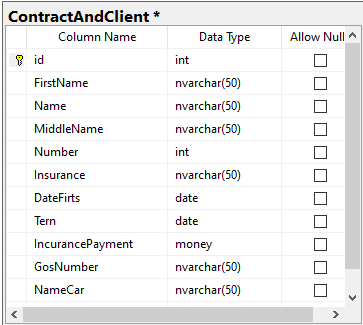 ContractAndClient *
Column Name Data Type Allow Null
id int
FirstName nvarchar(50)
Name nvarchar(50)
MiddleName nvarchar(50)
Number int
Insurance nvarchar(50)
DateFirts date
Tern date
IncurancePayment money
GosNumber nvarchar(50)
NameCar nvarchar(50)